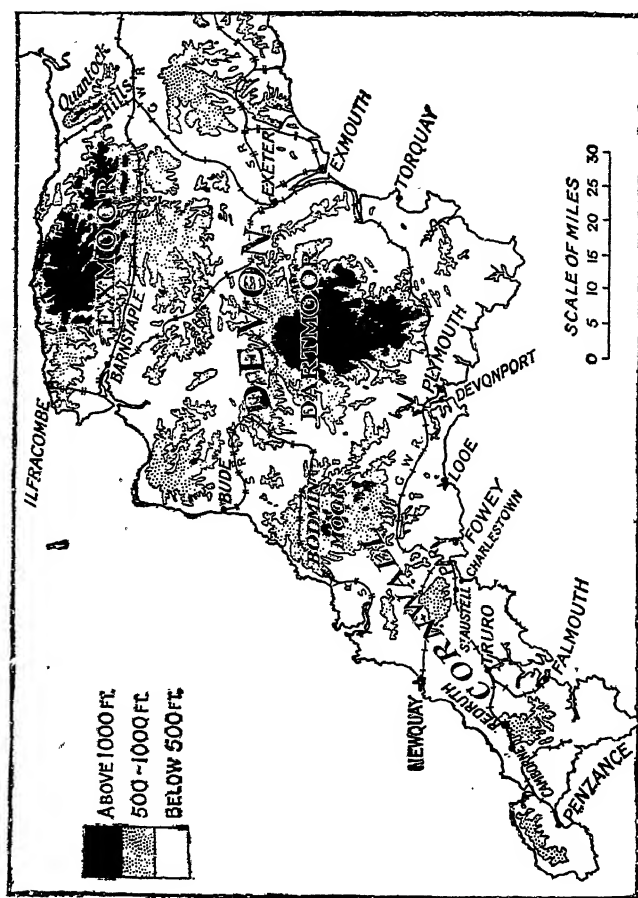 ABOVE 1000 FT.
500~1000 FT.
BELOW 500 FT.
ILFRACOMBE
Quantock
Hills
EXMOOR
BARNSTAPLE
G W R
S R
EXETER
EXMOUTH
TORQUAY
DEVON
DARTMOOR
BUDE
S R
BODMIN
MOOR
PLYMOUTH
DEVONPORT
G W R
LOOE
FOWEY
CHARLESTOWN
CORNWALL
ST AUSTELL
TRURO
FALMOUTH
NEWQUAY
REDRUTH
CAMBORNE
PENZANCE
SCALE OF MILES
0 5 10 15 20 25 30